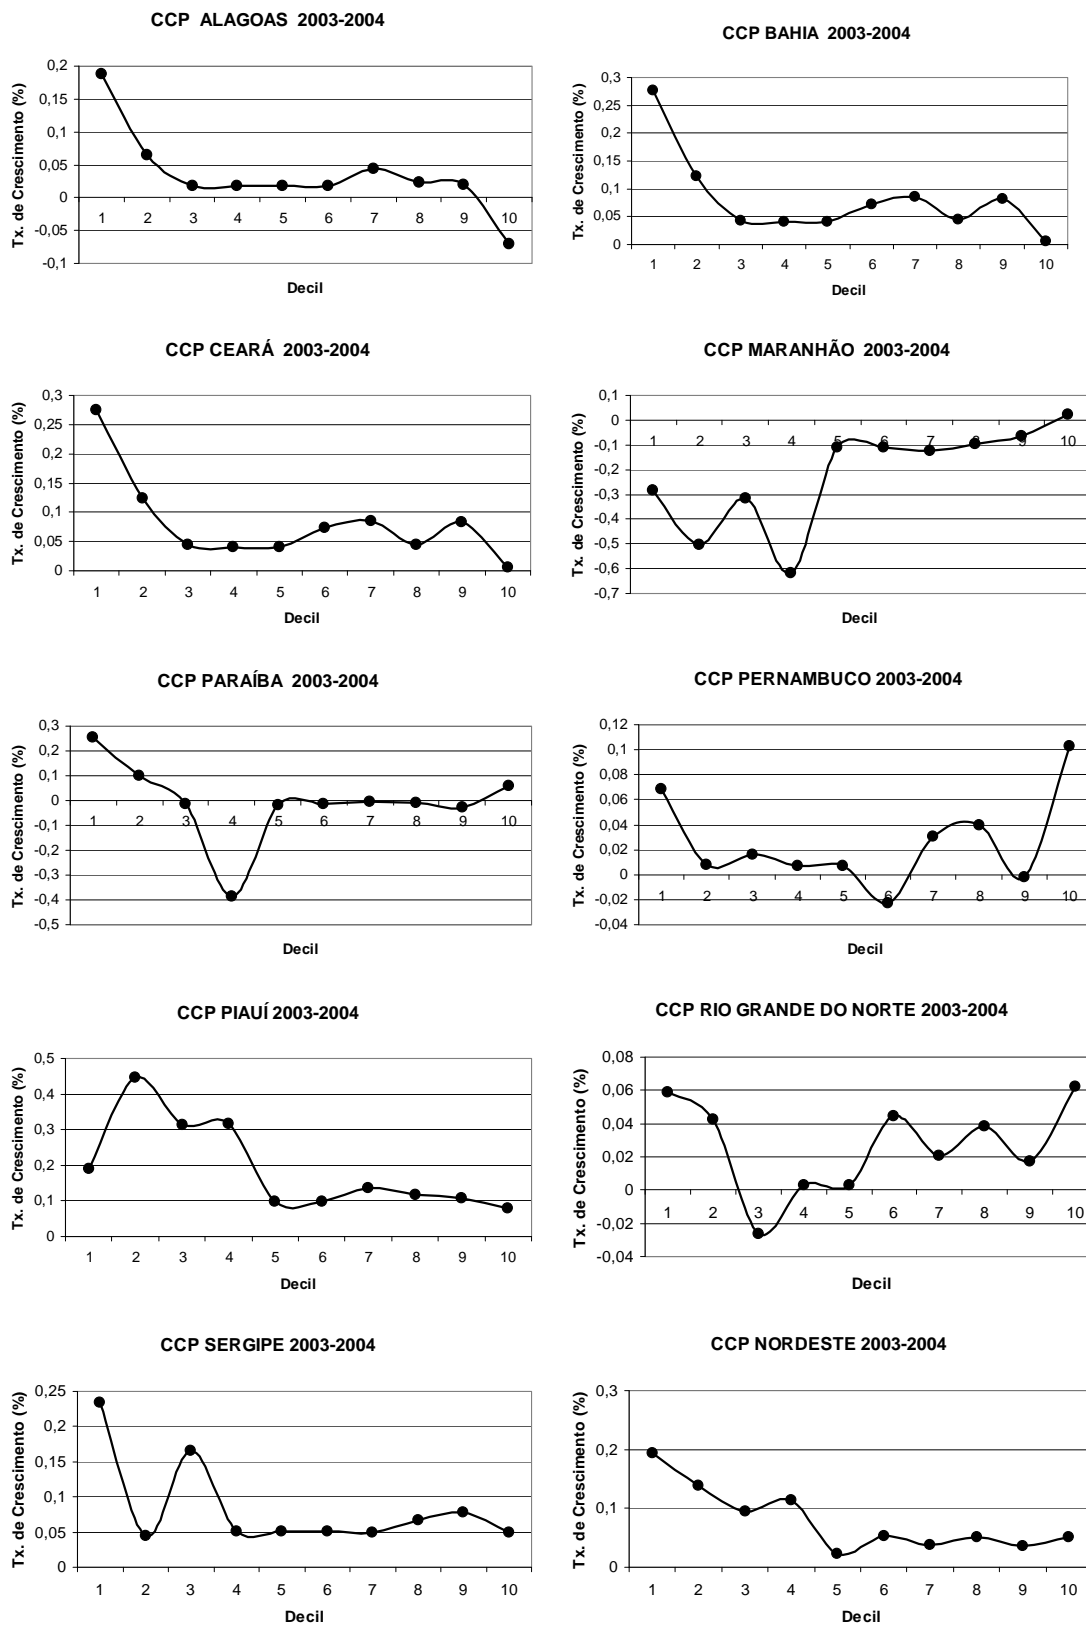 CCP ALAGOAS 2003-2004
Tx. de Crescimento (%)
0,2
0,15
0,1
0,05
0
-0,05
-0,1
1 2 3 4 5 6 7 8 9 10
Decil
CCP BAHIA 2003-2004
Tx. de Crescimento (%)
0,3
0,25
0,2
0,15
0,1
0,05
0
1 2 3 4 5 6 7 8 9 10
Decil
CCP CEARÁ 2003-2004
Tx. de Crescimento (%)
0,3
0,25
0,2
0,15
0,1
0,05
0
1 2 3 4 5 6 7 8 9 10
Decil
CCP MARANHÃO 2003-2004
Tx. de Crescimento (%)
0,1
0
-0,1
-0,2
-0,3
-0,4
-0,5
-0,6
-0,7
1 2 3 4 5 6 7 8 9 10
Decil
CCP PARAÍBA 2003-2004
Tx. de Crescimento (%)
0,3
0,2
0,1
0
-0,1
-0,2
-0,3
-0,4
-0,5
1 2 3 4 5 6 7 8 9 10
Decil
CCP PERNAMBUCO 2003-2004
Tx. de Crescimento (%)
0,12
0,1
0,08
0,06
0,04
0,02
0
-0,02
-0,04
1 2 3 4 5 6 7 8 9 10
Decil
CCP PIAUÍ 2003-2004
Tx. de Crescimento (%)
0,5
0,4
0,3
0,2
0,1
0
1 2 3 4 5 6 7 8 9 10
Decil
CCP RIO GRANDE DO NORTE 2003-2004
Tx. de Crescimento (%)
0,08
0,06
0,04
0,02
0
-0,02
-0,04
1 2 3 4 5 6 7 8 9 10
Decil
CCP SERGIPE 2003-2004
Tx. de Crescimento (%)
0,25
0,2
0,15
0,1
0,05
0
1 2 3 4 5 6 7 8 9 10
Decil
CCP NORDESTE 2003-2004
Tx. de Crescimento (%)
0,3
0,2
0,1
0
1 2 3 4 5 6 7 8 9 10
Decil